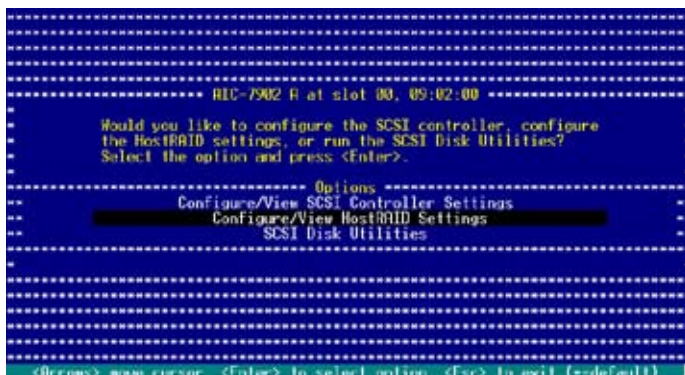 AIC-7902 A at slot 00, 09:02:00
Would you like to configure the SCSI controller, configure
the HostRAID settings, or run the SCSI Disk Utilities?
Select the option and press <Enter>.
Options
Configure/View SCSI Controller Settings
Configure/View HostRAID Settings
SCSI Disk Utilities
<Arrows> move cursor, <Enter> to select option, <Esc> to exit (*=default)